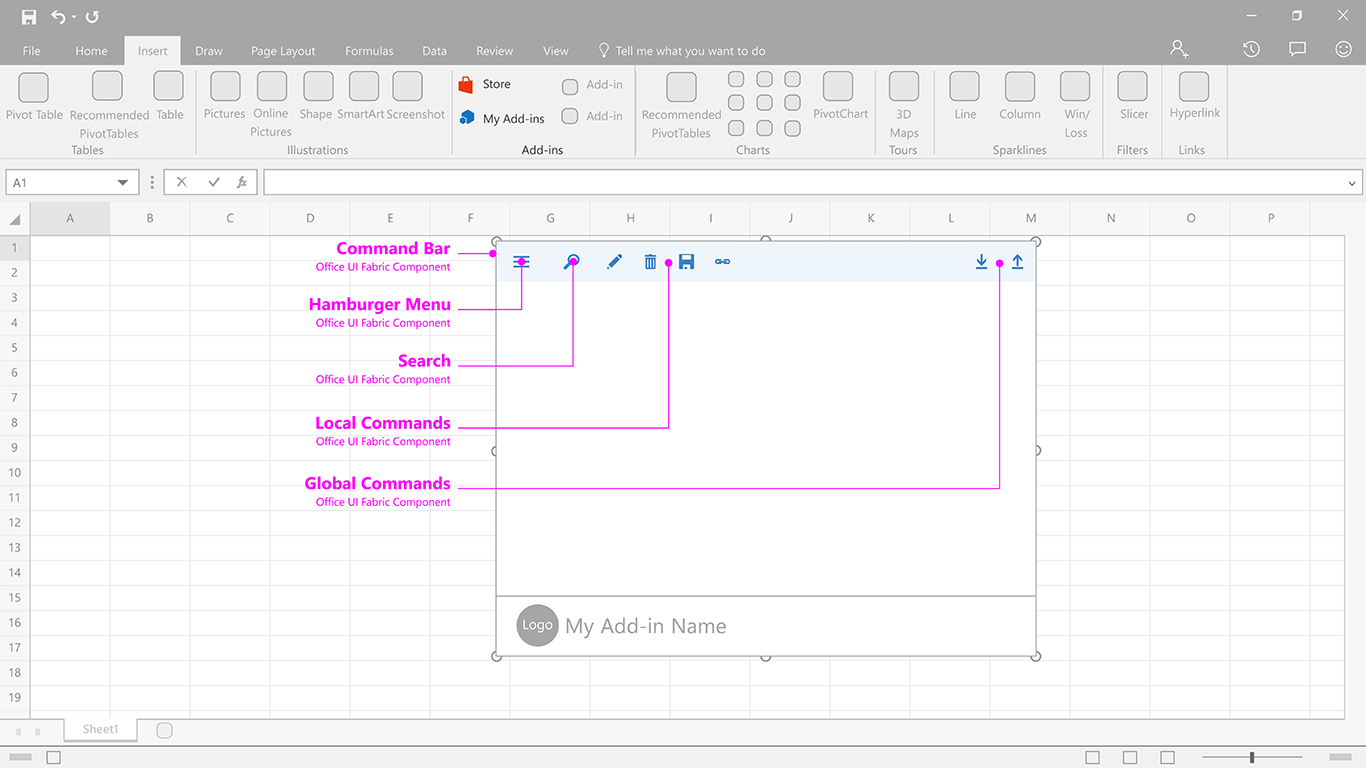 File Home Insert Draw Page Layout Formulas Data Review View Tell me what you want to do
Store Add-in
My Add-ins Add-in
Pivot Table Recommended Table Pictures Online Shape SmartArt Screenshot Recommended PivotChart 3D Line Column Win/ Slicer Hyperlink
PivotTables Pictures PivotTables Maps Loss
Tables Illustrations Add-ins Charts Tours Sparklines Filters Links
A1 fx
A B C D E F G H I J K L M N O P
1
Command Bar
Office UI Fabric Component
2
3
Hamburger Menu
Office UI Fabric Component
4
5
Search
6
Office UI Fabric Component
7
8
Local Commands
Office UI Fabric Component
9
10
Global Commands
11
Office UI Fabric Component
12
13
14
15
16
Logo My Add-in Name
17
18
19
Sheet1